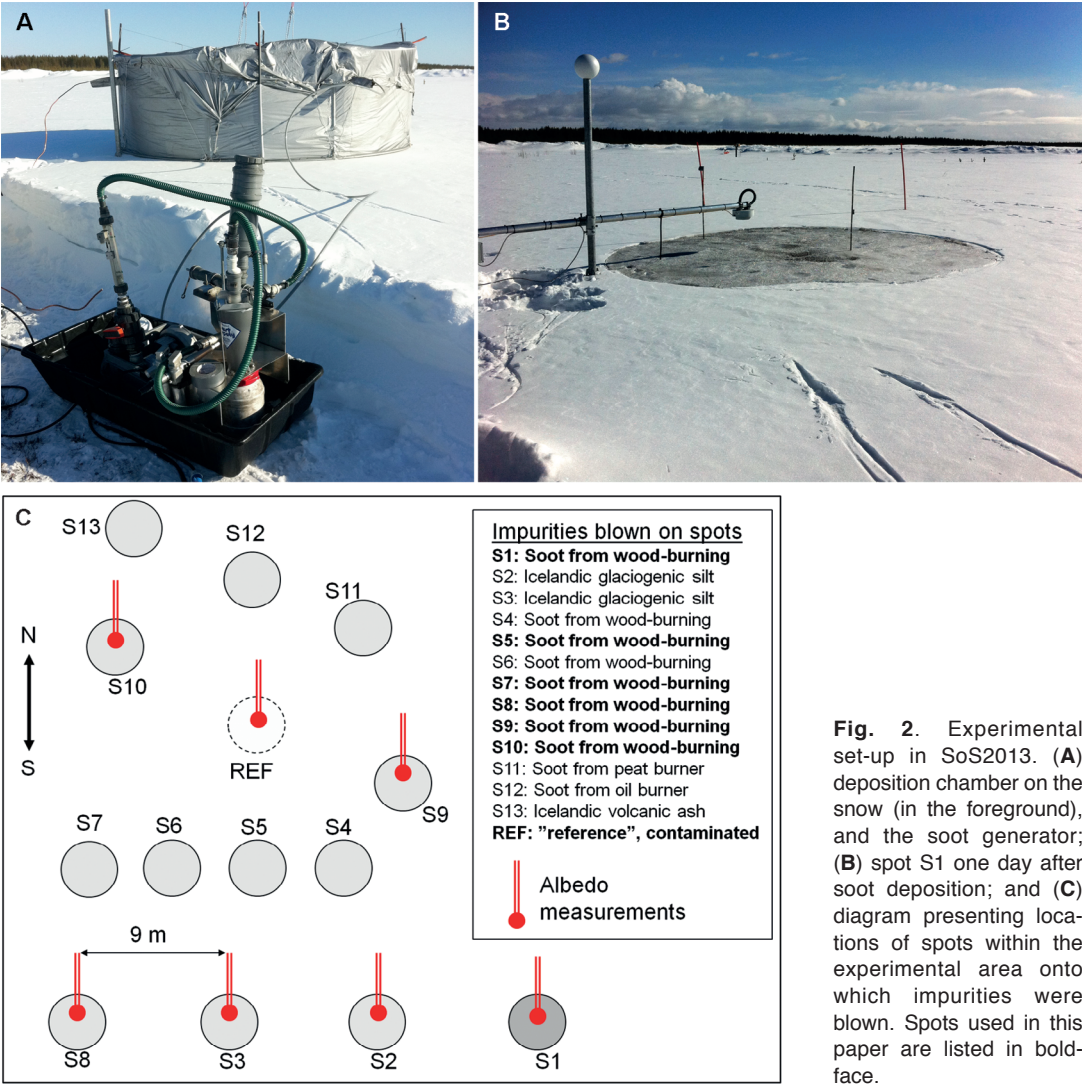 A
B
C
S13
S12
S11
N
S
S10
REF
S9
S7
S6
S5
S4
9 m
S8
S3
S2
S1
Impurities blown on spots
S1: Soot from wood-burning
S2: Icelandic glaciogenic silt
S3: Icelandic glaciogenic silt
S4: Soot from wood-burning
S5: Soot from wood-burning
S6: Soot from wood-burning
S7: Soot from wood-burning
S8: Soot from wood-burning
S9: Soot from wood-burning
S10: Soot from wood-burning
S11: Soot from peat burner
S12: Soot from oil burner
S13: Icelandic volcanic ash
REF: ”reference”, contaminated
Albedo
measurements
Fig. 2. Experimental
set-up in SoS2013. (A)
deposition chamber on the
snow (in the foreground),
and the soot generator;
(B) spot S1 one day after
soot deposition; and (C)
diagram presenting loca-
tions of spots within the
experimental area onto
which impurities were
blown. Spots used in this
paper are listed in bold-
face.